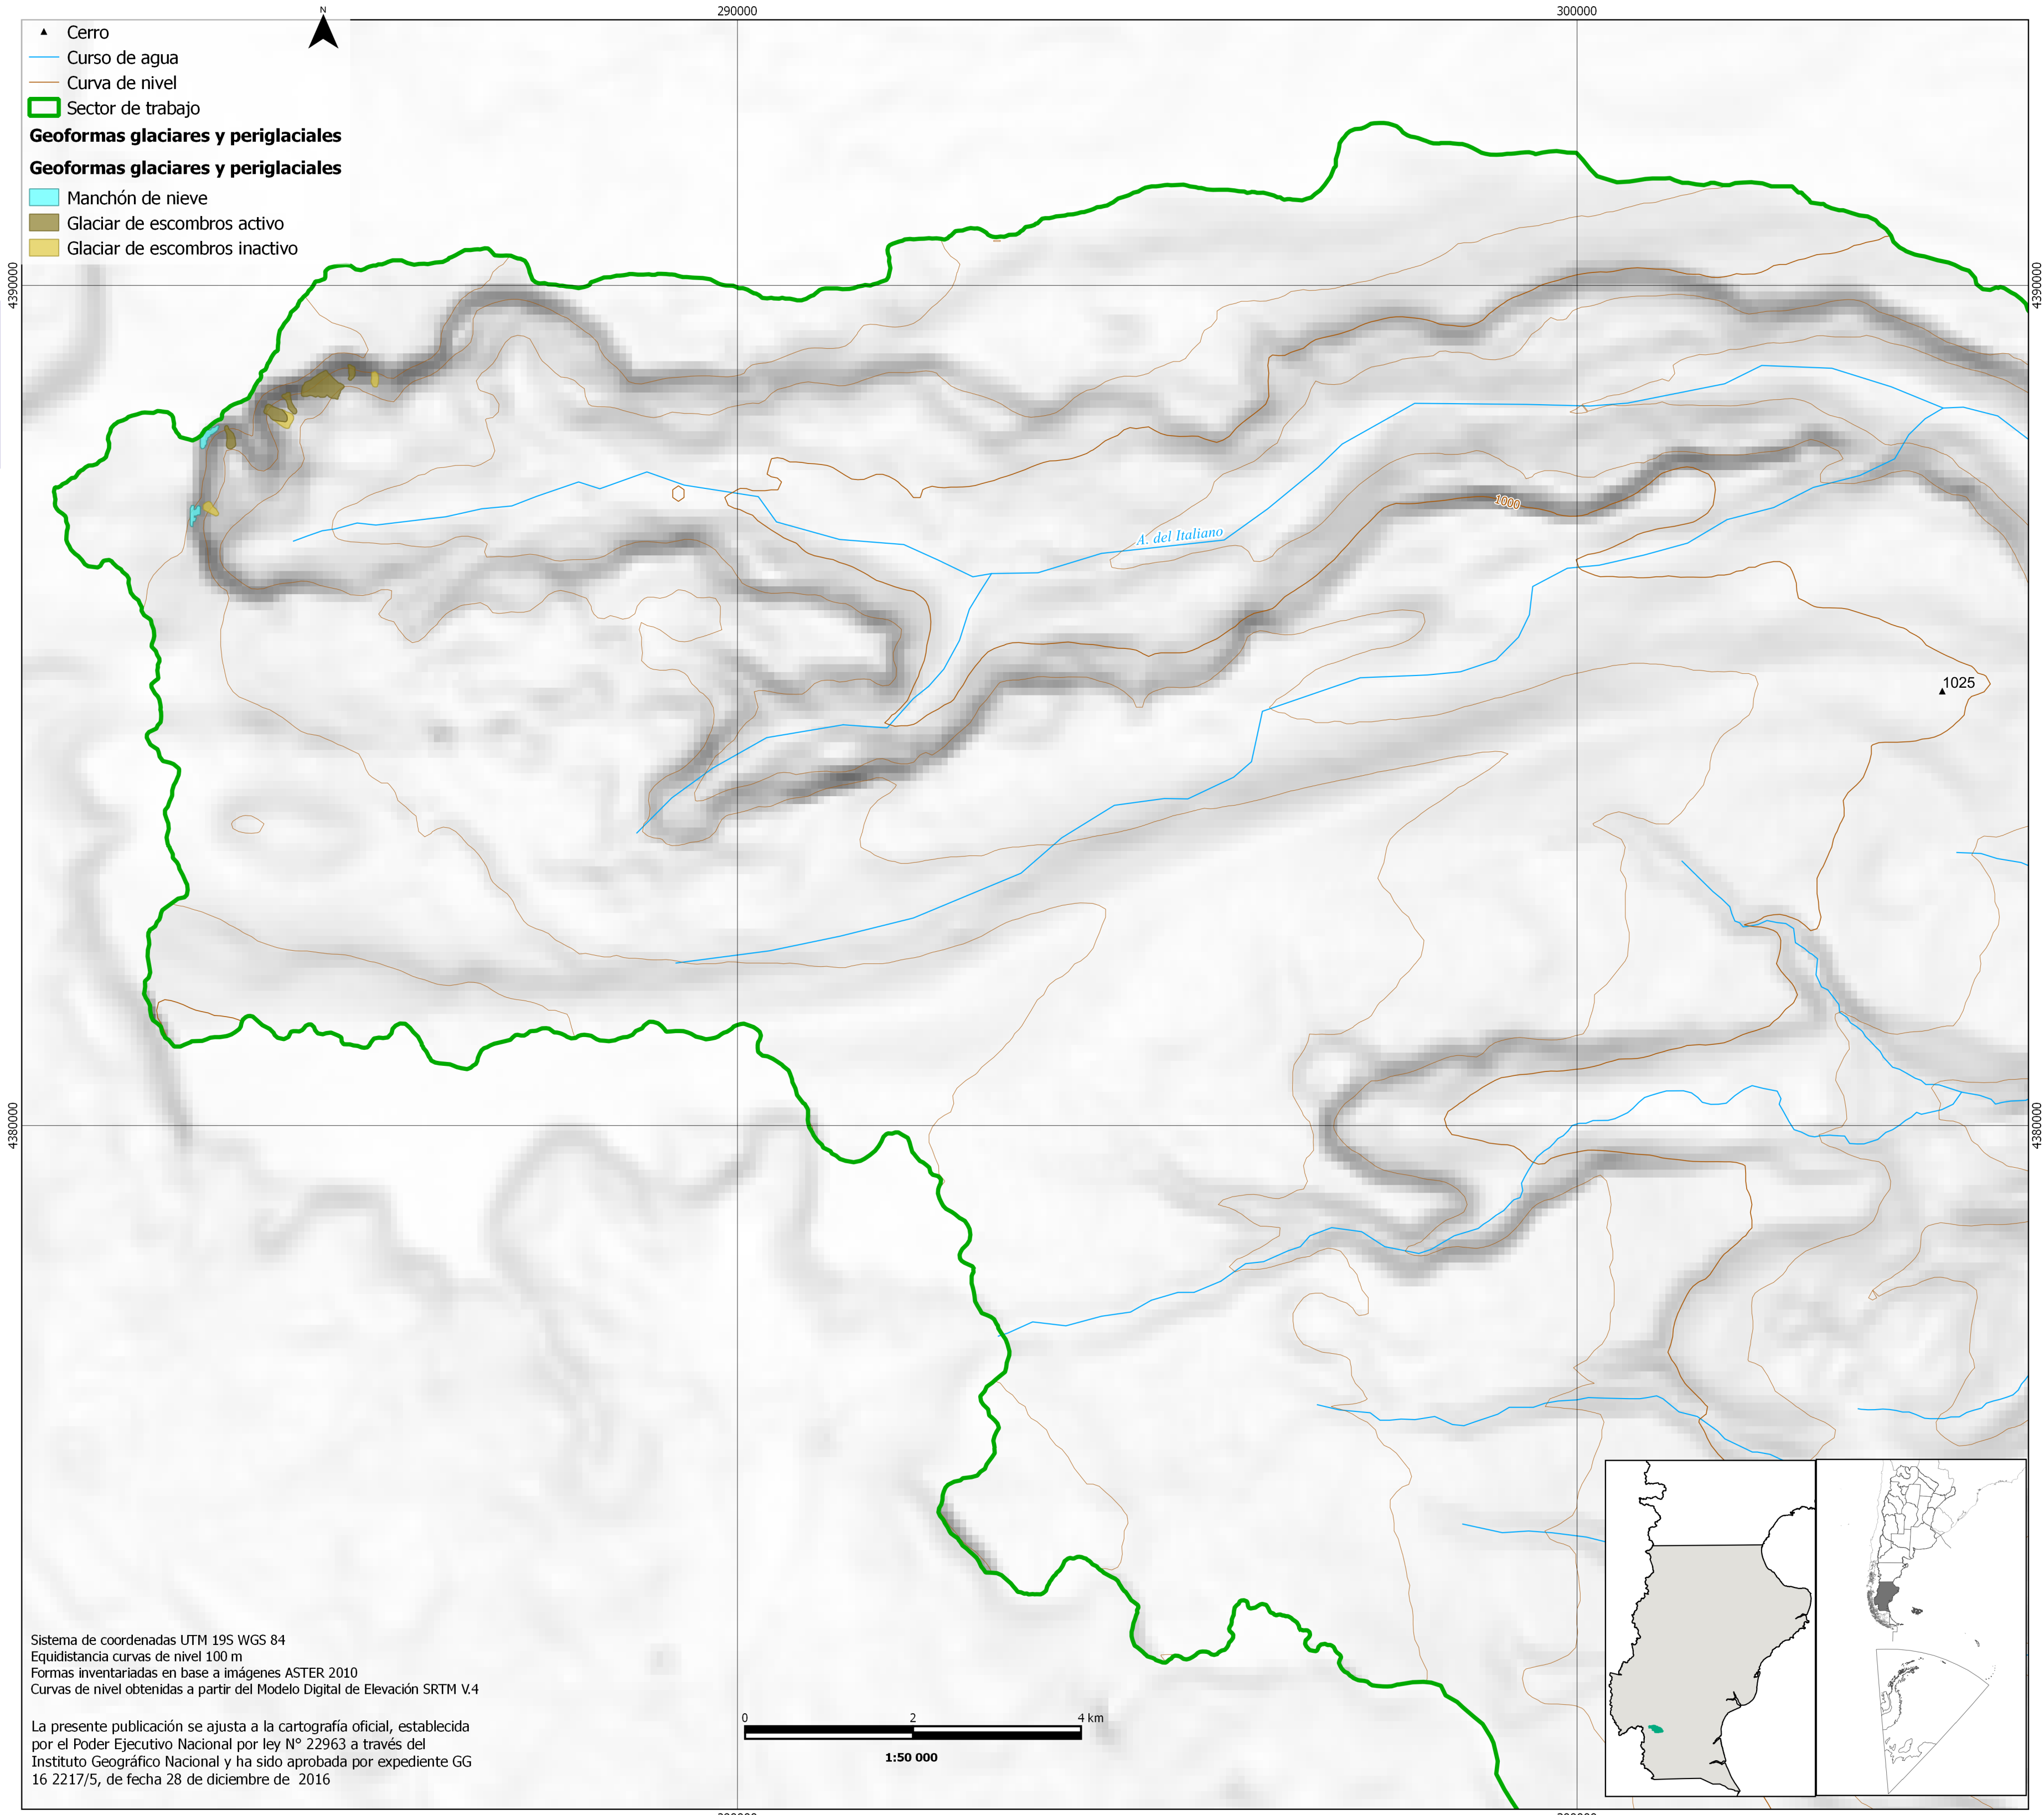 290000
300000
N
Cerro
Curso de agua
Curva de nivel
Sector de trabajo
Geoformas glaciares y periglaciales
Geoformas glaciares y periglaciales
Manchón de nieve
Glaciar de escombros activo
Glaciar de escombros inactivo
4390000
4390000
1000
A. del Italiano
1025
4380000
4380000
Sistema de coordenadas UTM 19S WGS 84
Equidistancia curvas de nivel 100 m
Formas inventariadas en base a imágenes ASTER 2010
Curvas de nivel obtenidas a partir del Modelo Digital de Elevación SRTM V.4
La presente publicación se ajusta a la cartografía oficial, establecida
por el Poder Ejecutivo Nacional por ley N° 22963 a través del
Instituto Geográfico Nacional y ha sido aprobada por expediente GG
16 2217/5, de fecha 28 de diciembre de 2016
0 2 4 km
1:50 000